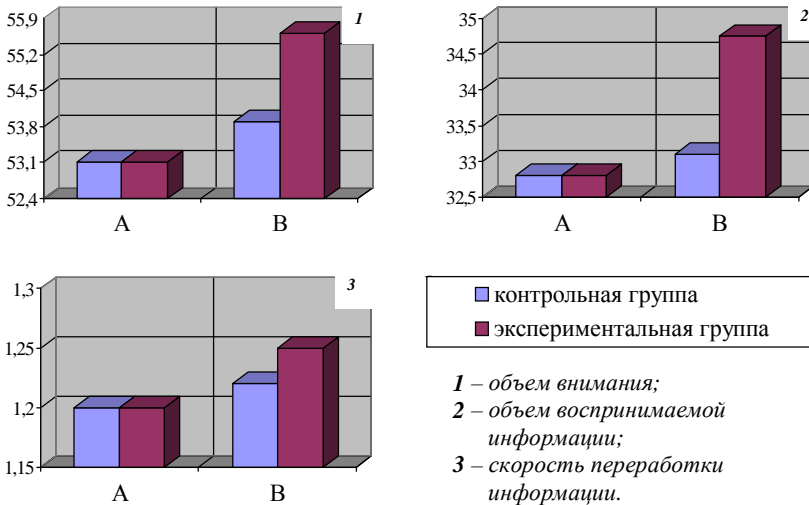 1
55,9
55,2
54,5
53,8
53,1
52,4
A
B
2
35
34,5
34
33,5
33
32,5
A
B
3
1,3
1,25
1,2
1,15
A
B
контрольная группа
экспериментальная группа
1 – объем внимания;
2 – объем воспринимаемой
информации;
3 – скорость переработки
информации.